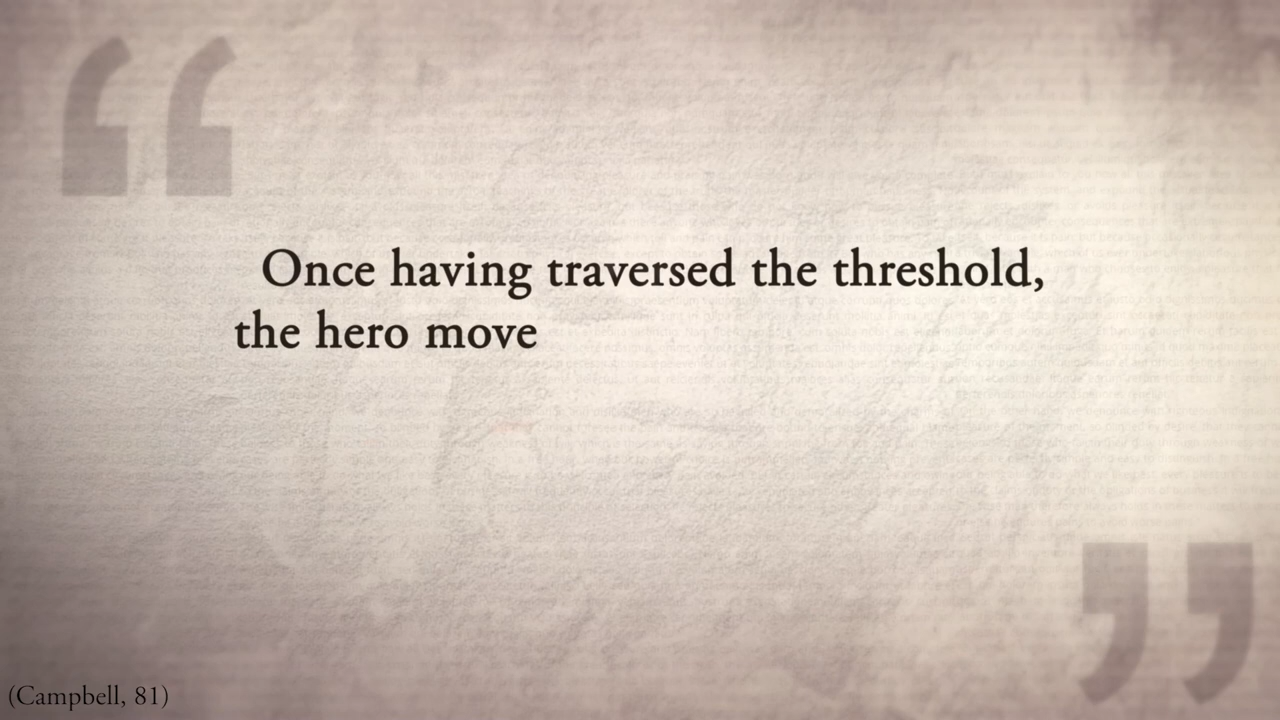 Once having traversed the threshold,
the hero move
(Campbell, 81)